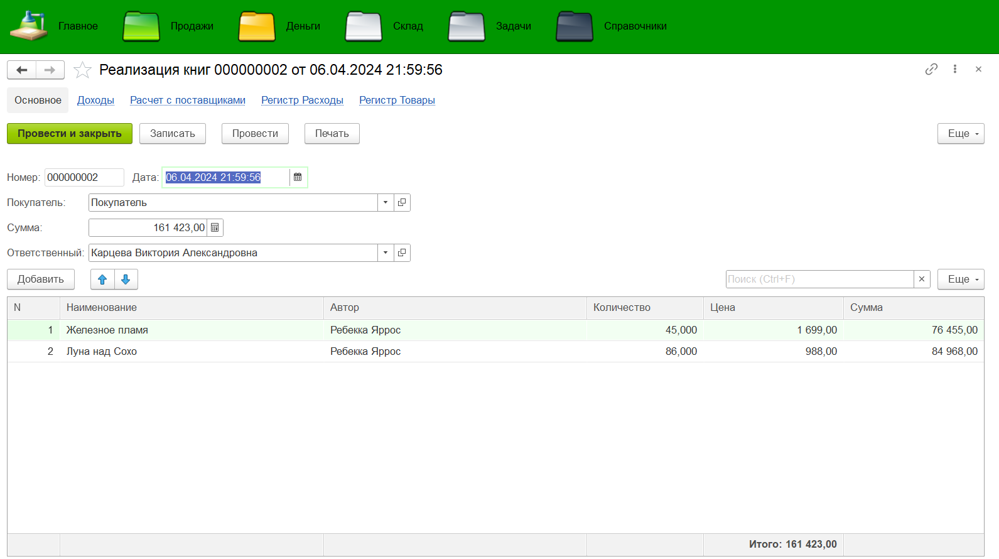 Главное Продажи Деньги Склад Задачи Справочники
Реализация книг 000000002 от 06.04.2024 21:59:56
Основное Доходы Расчет с поставщиками Регистр Расходы Регистр Товары
Провести и закрыть Записать Провести Печать Еще
Номер: 000000002 Дата: 06.04.2024 21:59:56
Покупатель: Покупатель
Сумма: 161 423,00
Ответственный: Карцева Виктория Александровна
Добавить Поиск (Ctrl+F) Еще
N Наименование Автор Количество Цена Сумма
1 Железное пламя Ребекка Яррос 45,000 1 699,00 76 455,00
2 Луна над Сохо Ребекка Яррос 86,000 988,00 84 968,00
Итого: 161 423,00